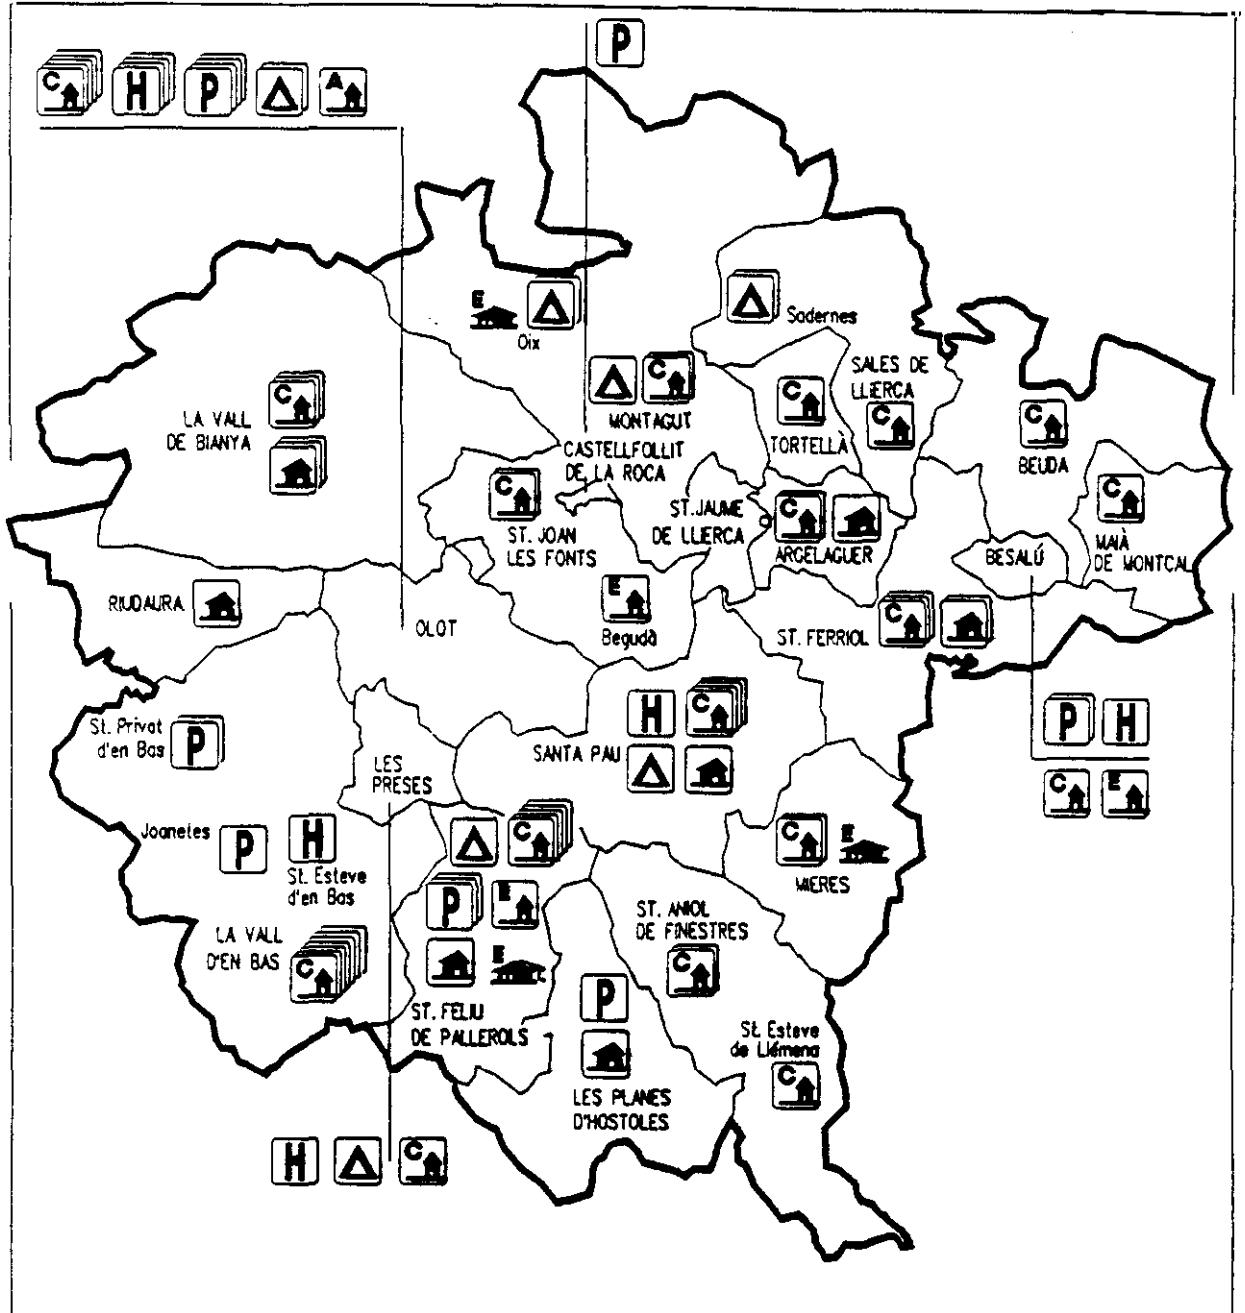 P
C H P A
E
Oix
Sadernes
C
MONTAGUT
C
TORTELLÀ
SALES DE
LLIERCA
C
C
BEUDA
C
LA VALL
DE BIANYA
CASTELLFOLLIT
DE LA ROCA
C
ST. JOAN
LES FONTS
ST. JAUME
DE LLIERCA
C
ARGELAGUER
BESALÚ
C
MAIÀ
DE MONTCAL
RIUDAURA
OLOT
E
Begudà
ST. FERRIOL
C
St. Privat
d'en Bas
P
LES
PRESES
H C
SANTA PAU
P H
C E
Joanetes
P
H
St. Esteve
d'en Bas
C
P E
E
ST. FELIU
DE PALLEROLS
C E
MIERES
LA VALL
D'EN BAS
C
ST. ANIOL
DE FINESTRES
C
P
LES PLANES
D'HOSTOLES
St. Esteve
de Llémena
C
H C